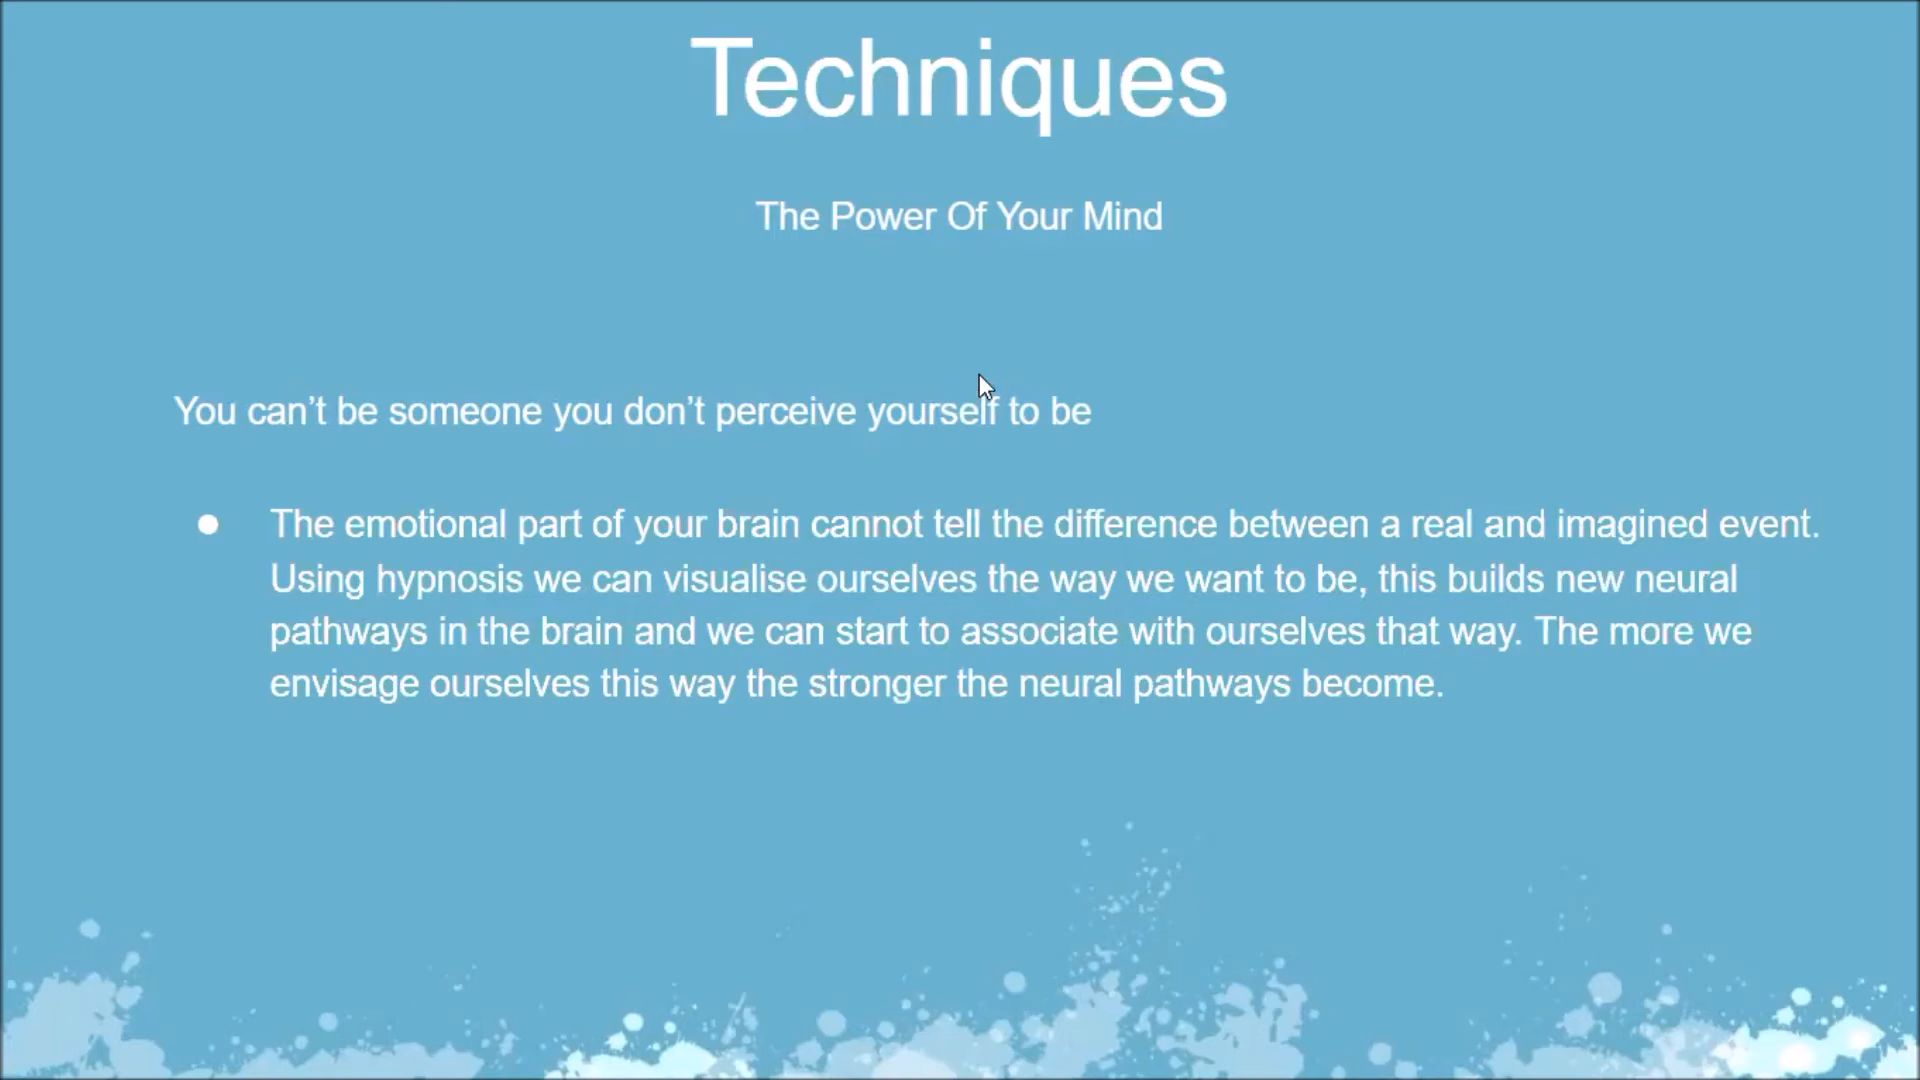 Techniques
The Power Of Your Mind
You can’t be someone you don’t perceive yourself to be
● The emotional part of your brain cannot tell the difference between a real and imagined event.
Using hypnosis we can visualise ourselves the way we want to be, this builds new neural
pathways in the brain and we can start to associate with ourselves that way. The more we
envisage ourselves this way the stronger the neural pathways become.